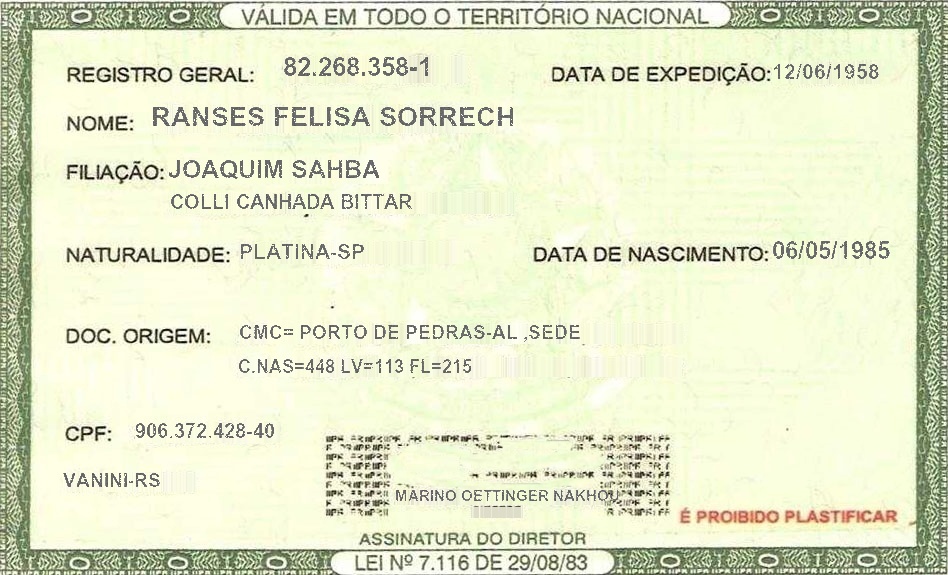 VÁLIDA EM TODO O TERRITÓRIO NACIONAL
REGISTRO GERAL: 82.268.358-1 DATA DE EXPEDIÇÃO: 12/06/1958
NOME: RANSES FELISA SORRECH
FILIAÇÃO: JOAQUIM SAHBA
COLLI CANHADA BITTAR
NATURALIDADE: PLATINA-SP DATA DE NASCIMENTO: 06/05/1985
DOC. ORIGEM: CMC= PORTO DE PEDRAS-AL ,SEDE
C.NAS=448 LV=113 FL=215
CPF: 906.372.428-40
VANINI-RS
MARINO OETTINGER NAKHOU
É PROIBIDO PLASTIFICAR
ASSINATURA DO DIRETOR
LEI Nº 7.116 DE 29/08/83